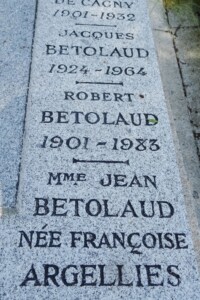 DE CAGNY
1901-1932
JACQUES
BETOLAUD
1924-1964
ROBERT
BETOLAUD
1901-1983
MME JEAN
BETOLAUD
NÉE FRANÇOISE
ARGELLIES